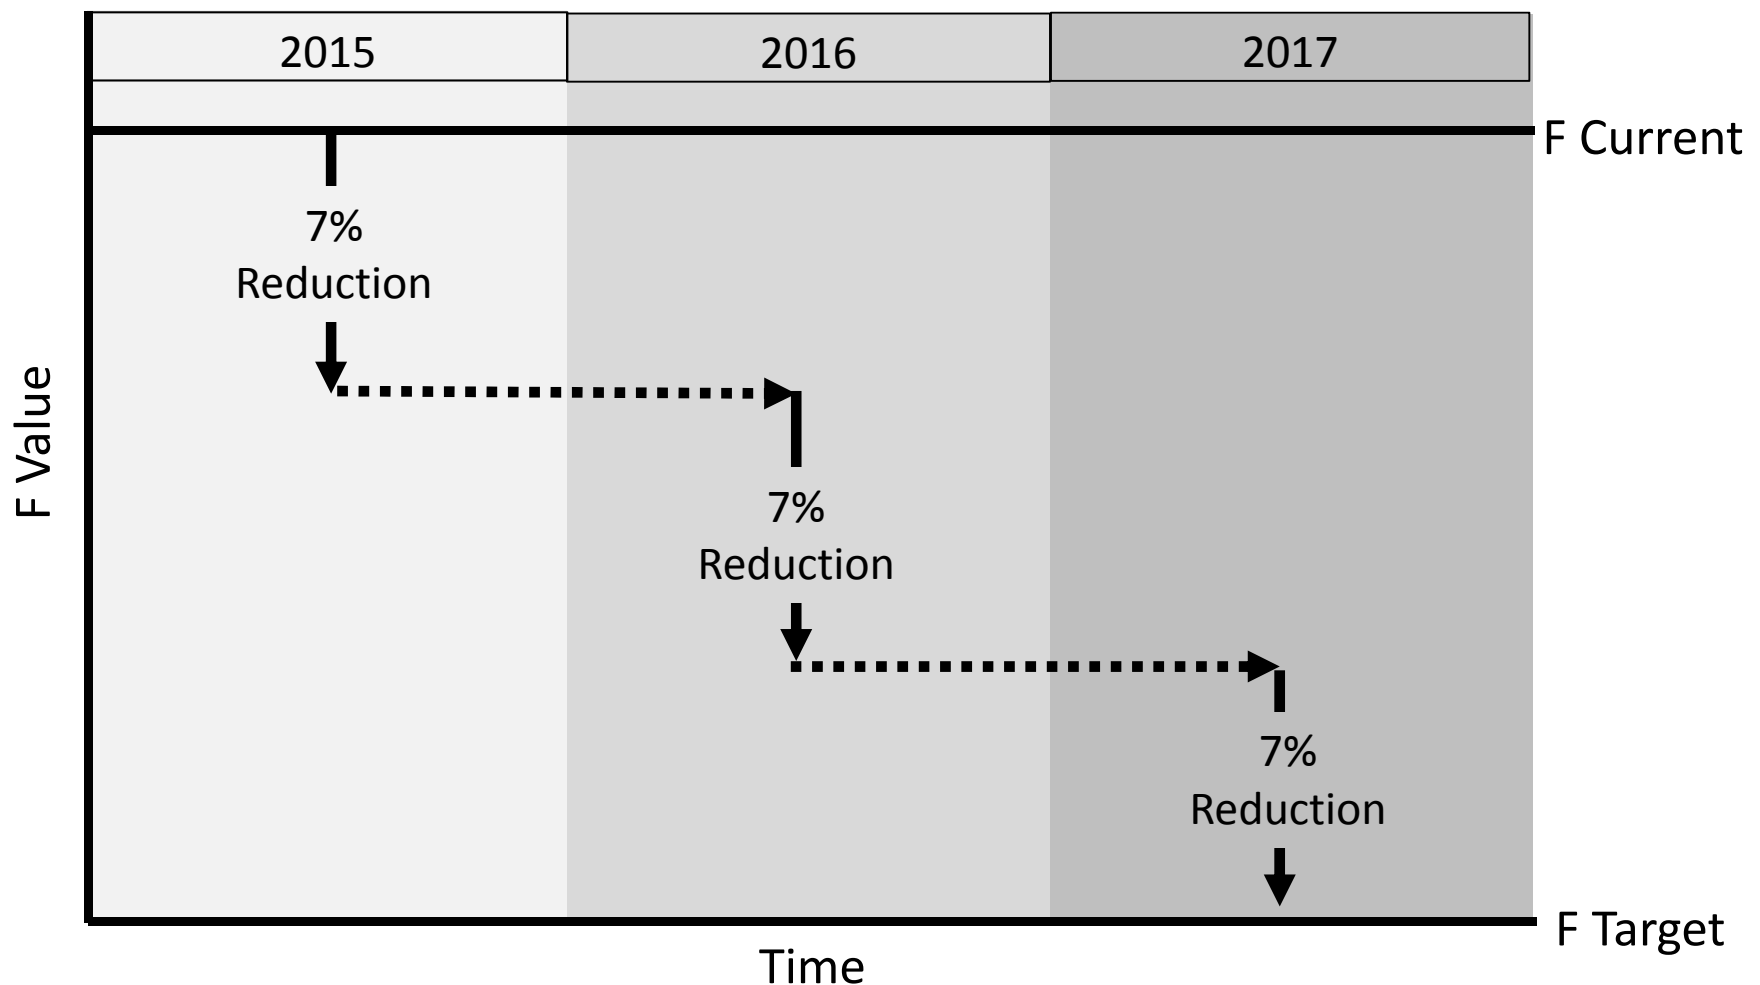 2015
2016
2017
F Current
7%
Reduction
F Value
7%
Reduction
7%
Reduction
F Target
Time